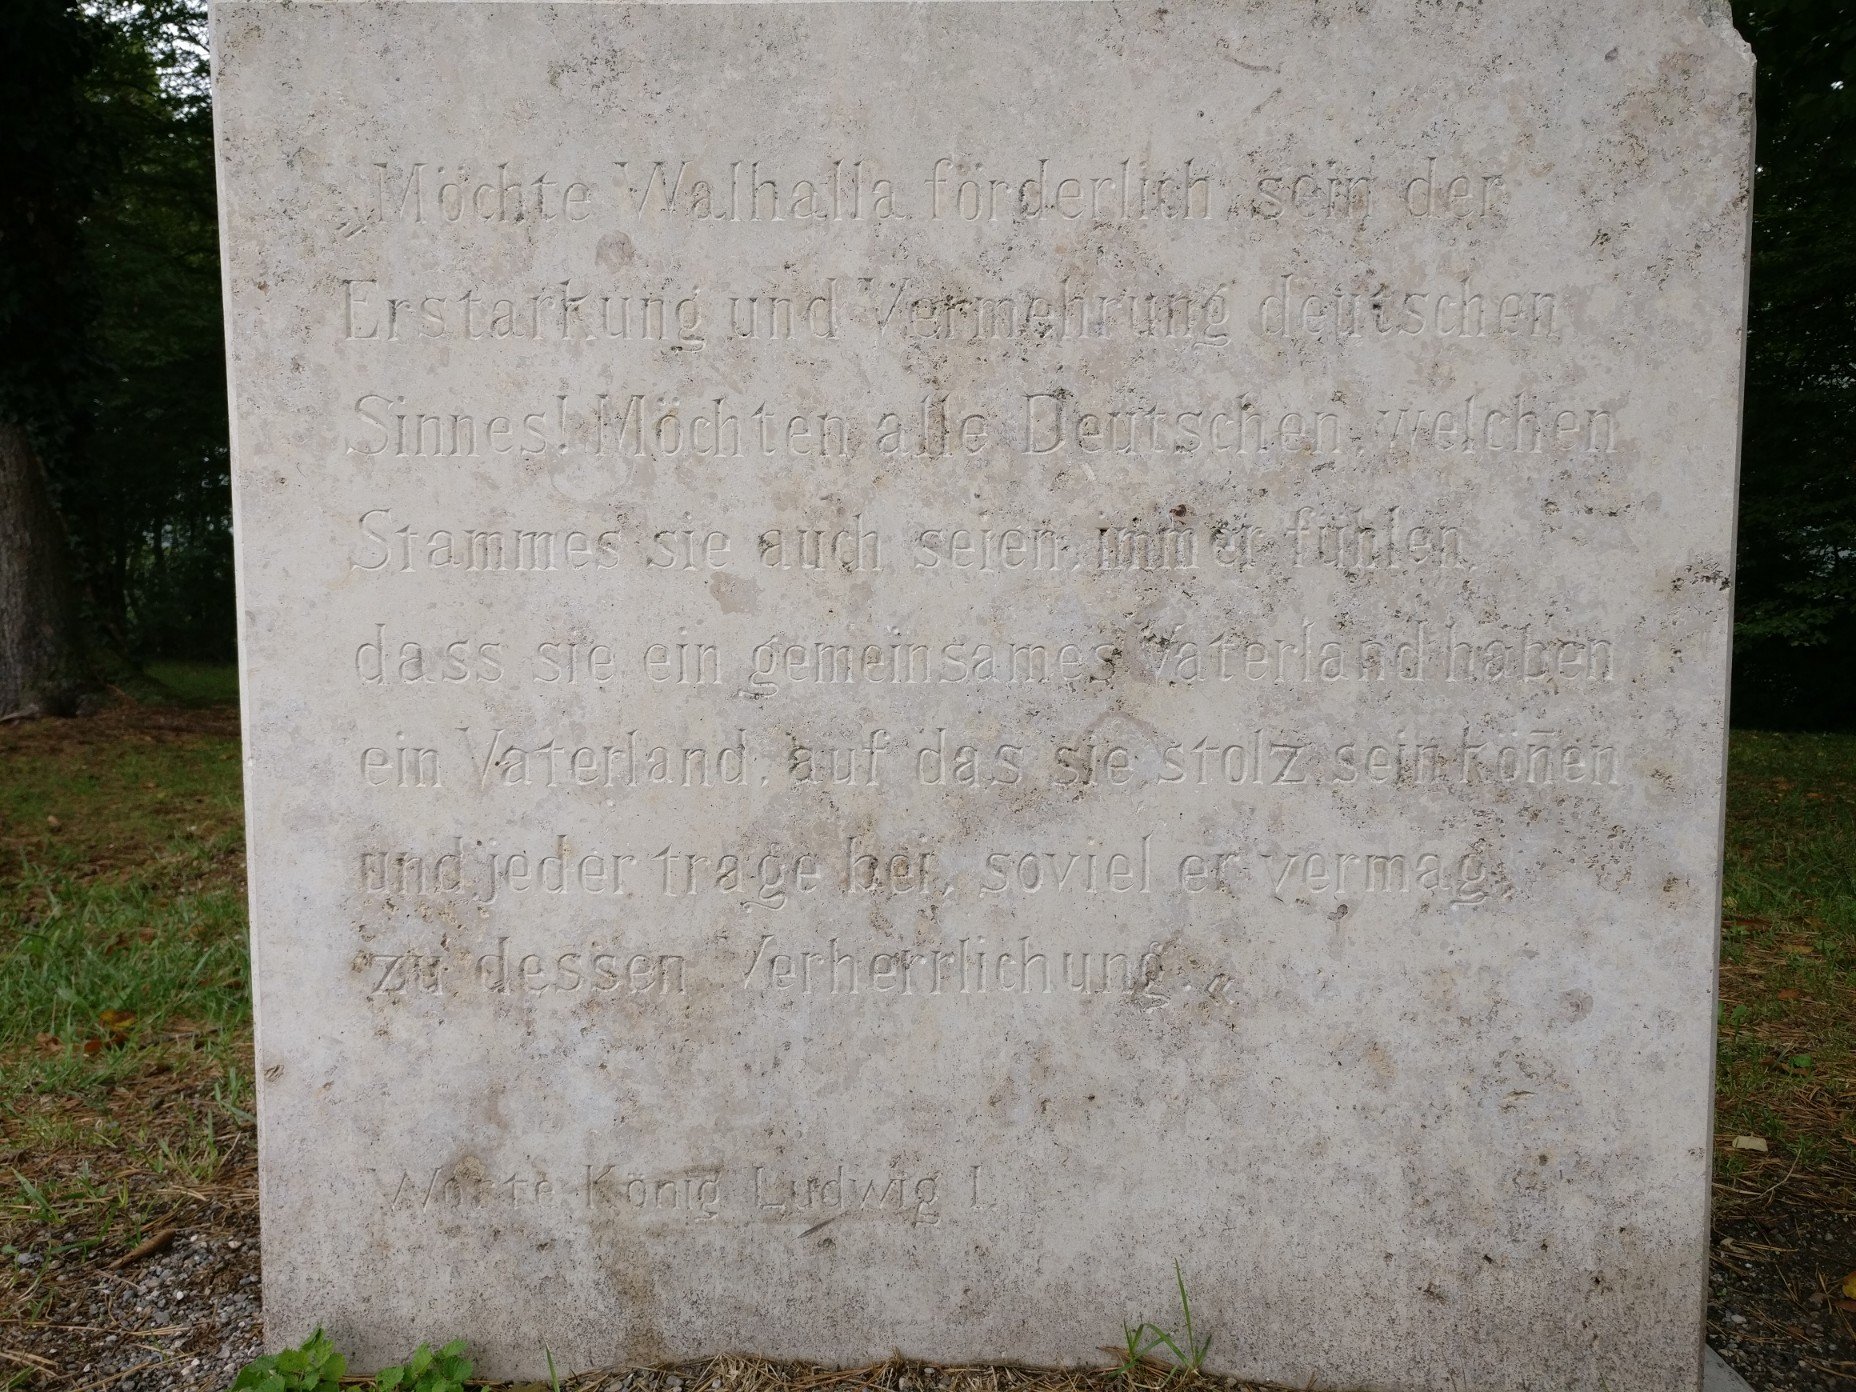 „Möchte Walhalla förderlich sein der
Erstarkung und Vermehrung deutschen
Sinnes! Möchten alle Deutschen, welchen
Stammes sie auch seien, immer fühlen,
dass sie ein gemeinsames Vaterland haben
ein Vaterland, auf das sie stolz sein kön̄en
und jeder trage bei, soviel er vermag,
zu dessen Verherrlichung.„
Worte König Ludwig I.